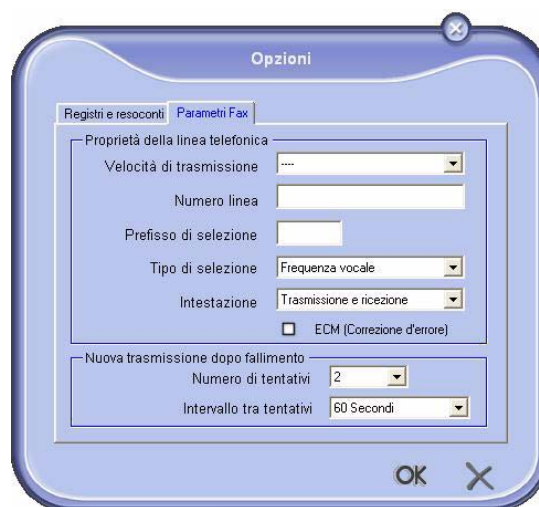 Opzioni
Registri e resoconti Parametri Fax
Proprietà della linea telefonica
Velocità di trasmissione ----
Numero linea
Prefisso di selezione
Tipo di selezione Frequenza vocale
Intestazione Trasmissione e ricezione
ECM (Correzione d'errore)
Nuova trasmissione dopo fallimento
Numero di tentativi 2
Intervallo tra tentativi 60 Secondi
OK